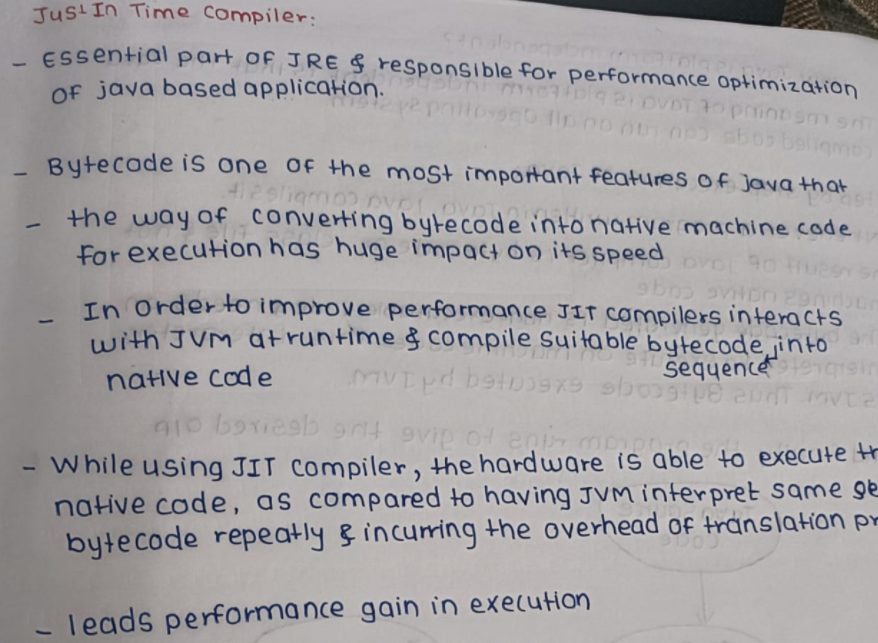 Just In Time Compiler:
- Essential part of JRE & responsible for performance optimization
of java based application.
- Bytecode is one of the most important features of java that
- the way of converting bytecode into native machine code
for execution has huge impact on its speed
- In order to improve performance JIT compilers interacts
with JVM at runtime & compile suitable bytecode sequence into
native code
- While using JIT compiler, the hardware is able to execute
native code, as compared to having JVM interpret same
bytecode repeatly & incurring the overhead of translation
- leads performance gain in execution